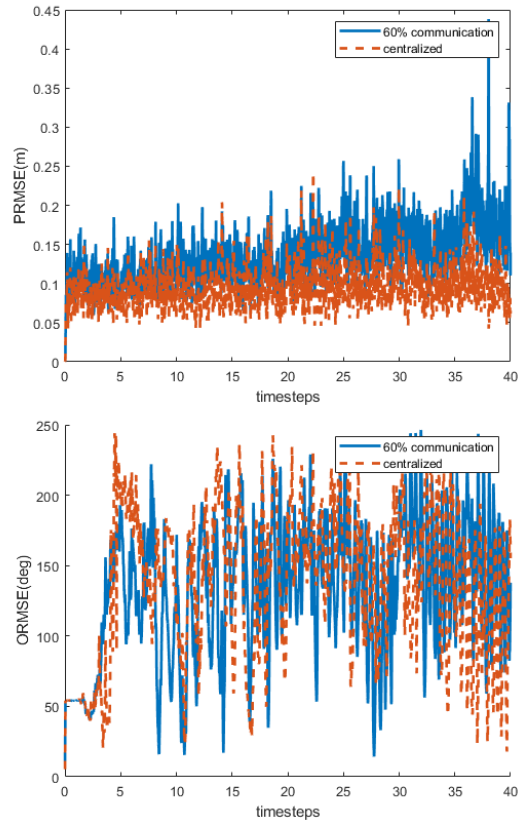 0.45
0.4
0.35
0.3
0.25
0.2
0.15
0.1
0.05
0
PRMSE(m)
60% communication
centralized
0 5 10 15 20 25 30 35 40
timesteps
250
200
150
100
50
0
ORMSE(deg)
60% communication
centralized
0 5 10 15 20 25 30 35 40
timesteps